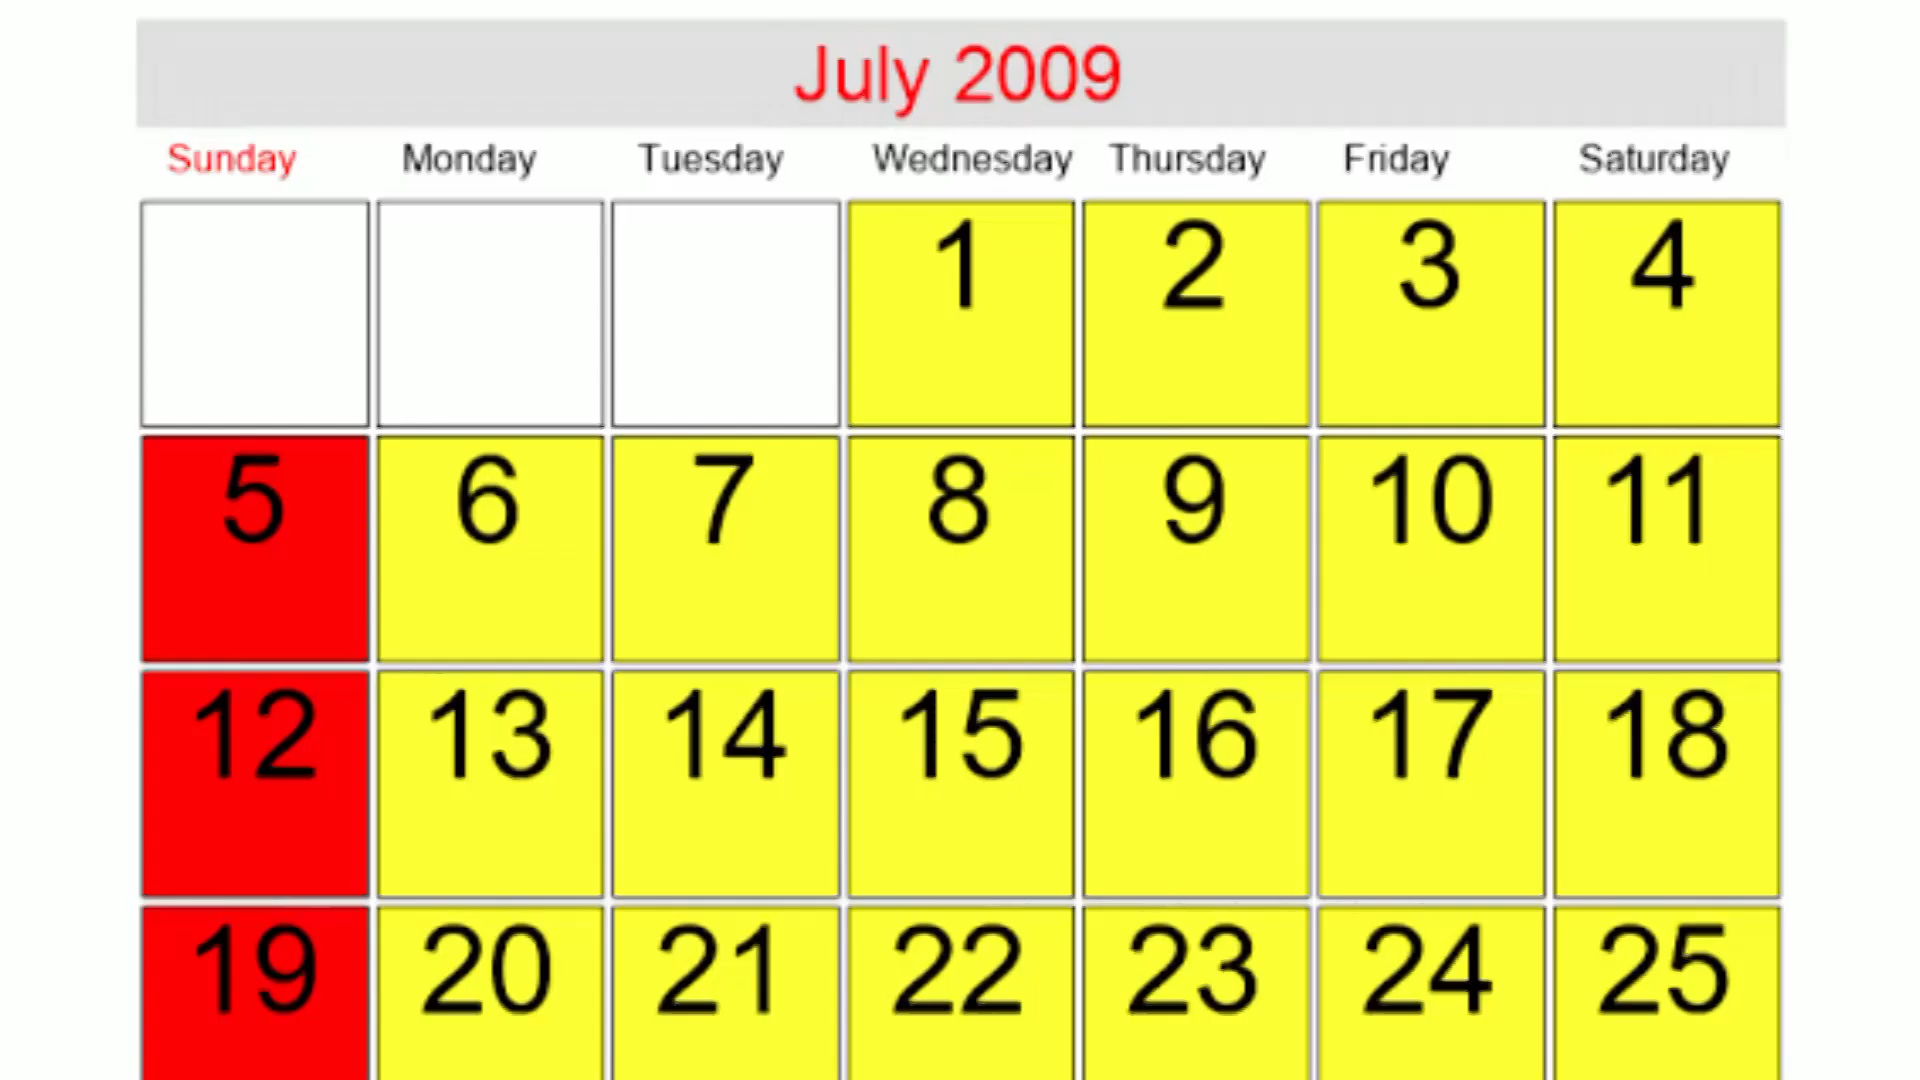 July 2009
Sunday Monday Tuesday Wednesday Thursday Friday Saturday
1 2 3 4
5 6 7 8 9 10 11
12 13 14 15 16 17 18
19 20 21 22 23 24 25